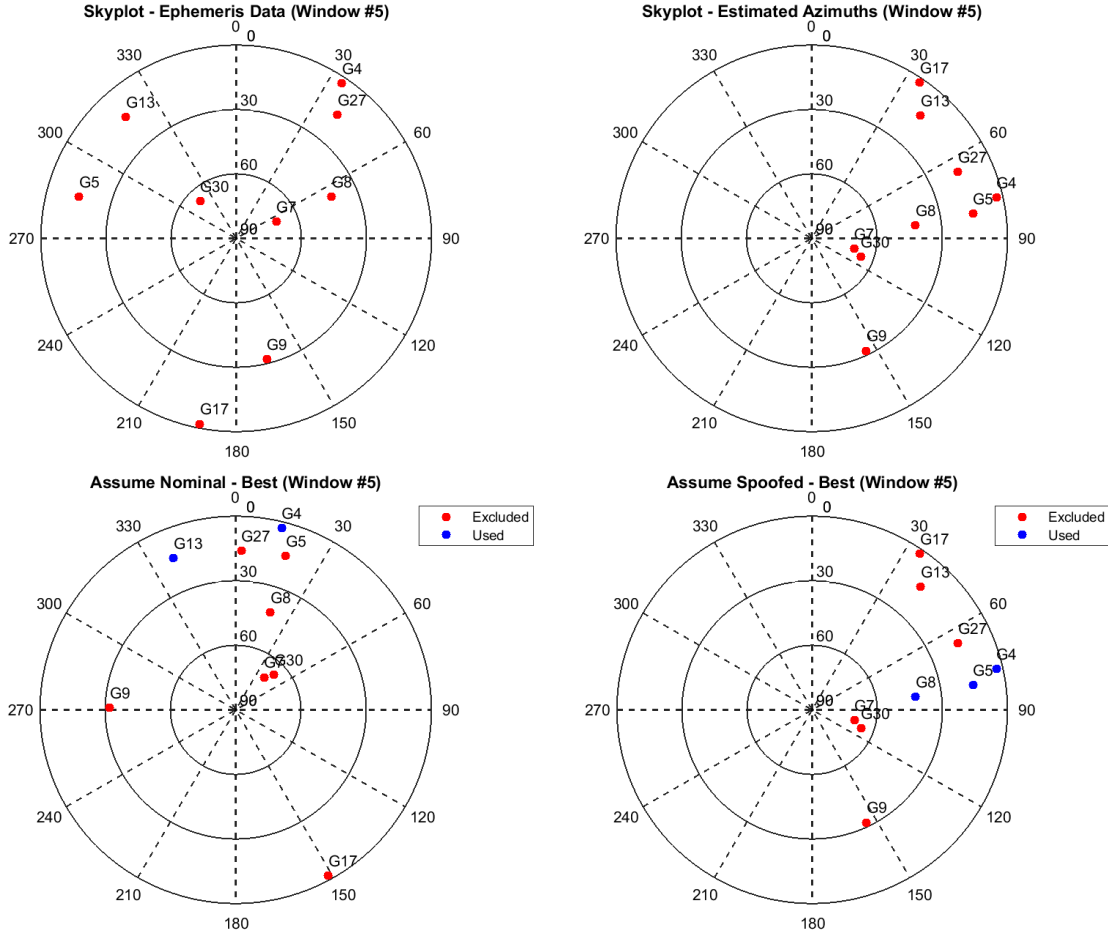 Skyplot - Ephemeris Data (Window #5)
0
0
330
30
G4
G13
G27
30
300
60
60
G5
G30
G8
G7
270
90
90
G9
240
120
G17
210
150
180
Skyplot - Estimated Azimuths (Window #5)
0
0
330
30
G17
G13
30
300
60
G27
60
G4
G5
G8
G7
270
90
90
G30
G9
240
120
210
150
180
Assume Nominal - Best (Window #5)
0
0
G4
330
30
G13
G27
G5
30
G8
300
60
60
G7
G30
G9
270
90
90
240
120
G17
210
150
180
Excluded
Used
Assume Spoofed - Best (Window #5)
0
0
330
30
G17
G13
30
300
60
G27
60
G4
G5
G8
G7
270
90
90
G30
G9
240
120
210
150
180
Excluded
Used